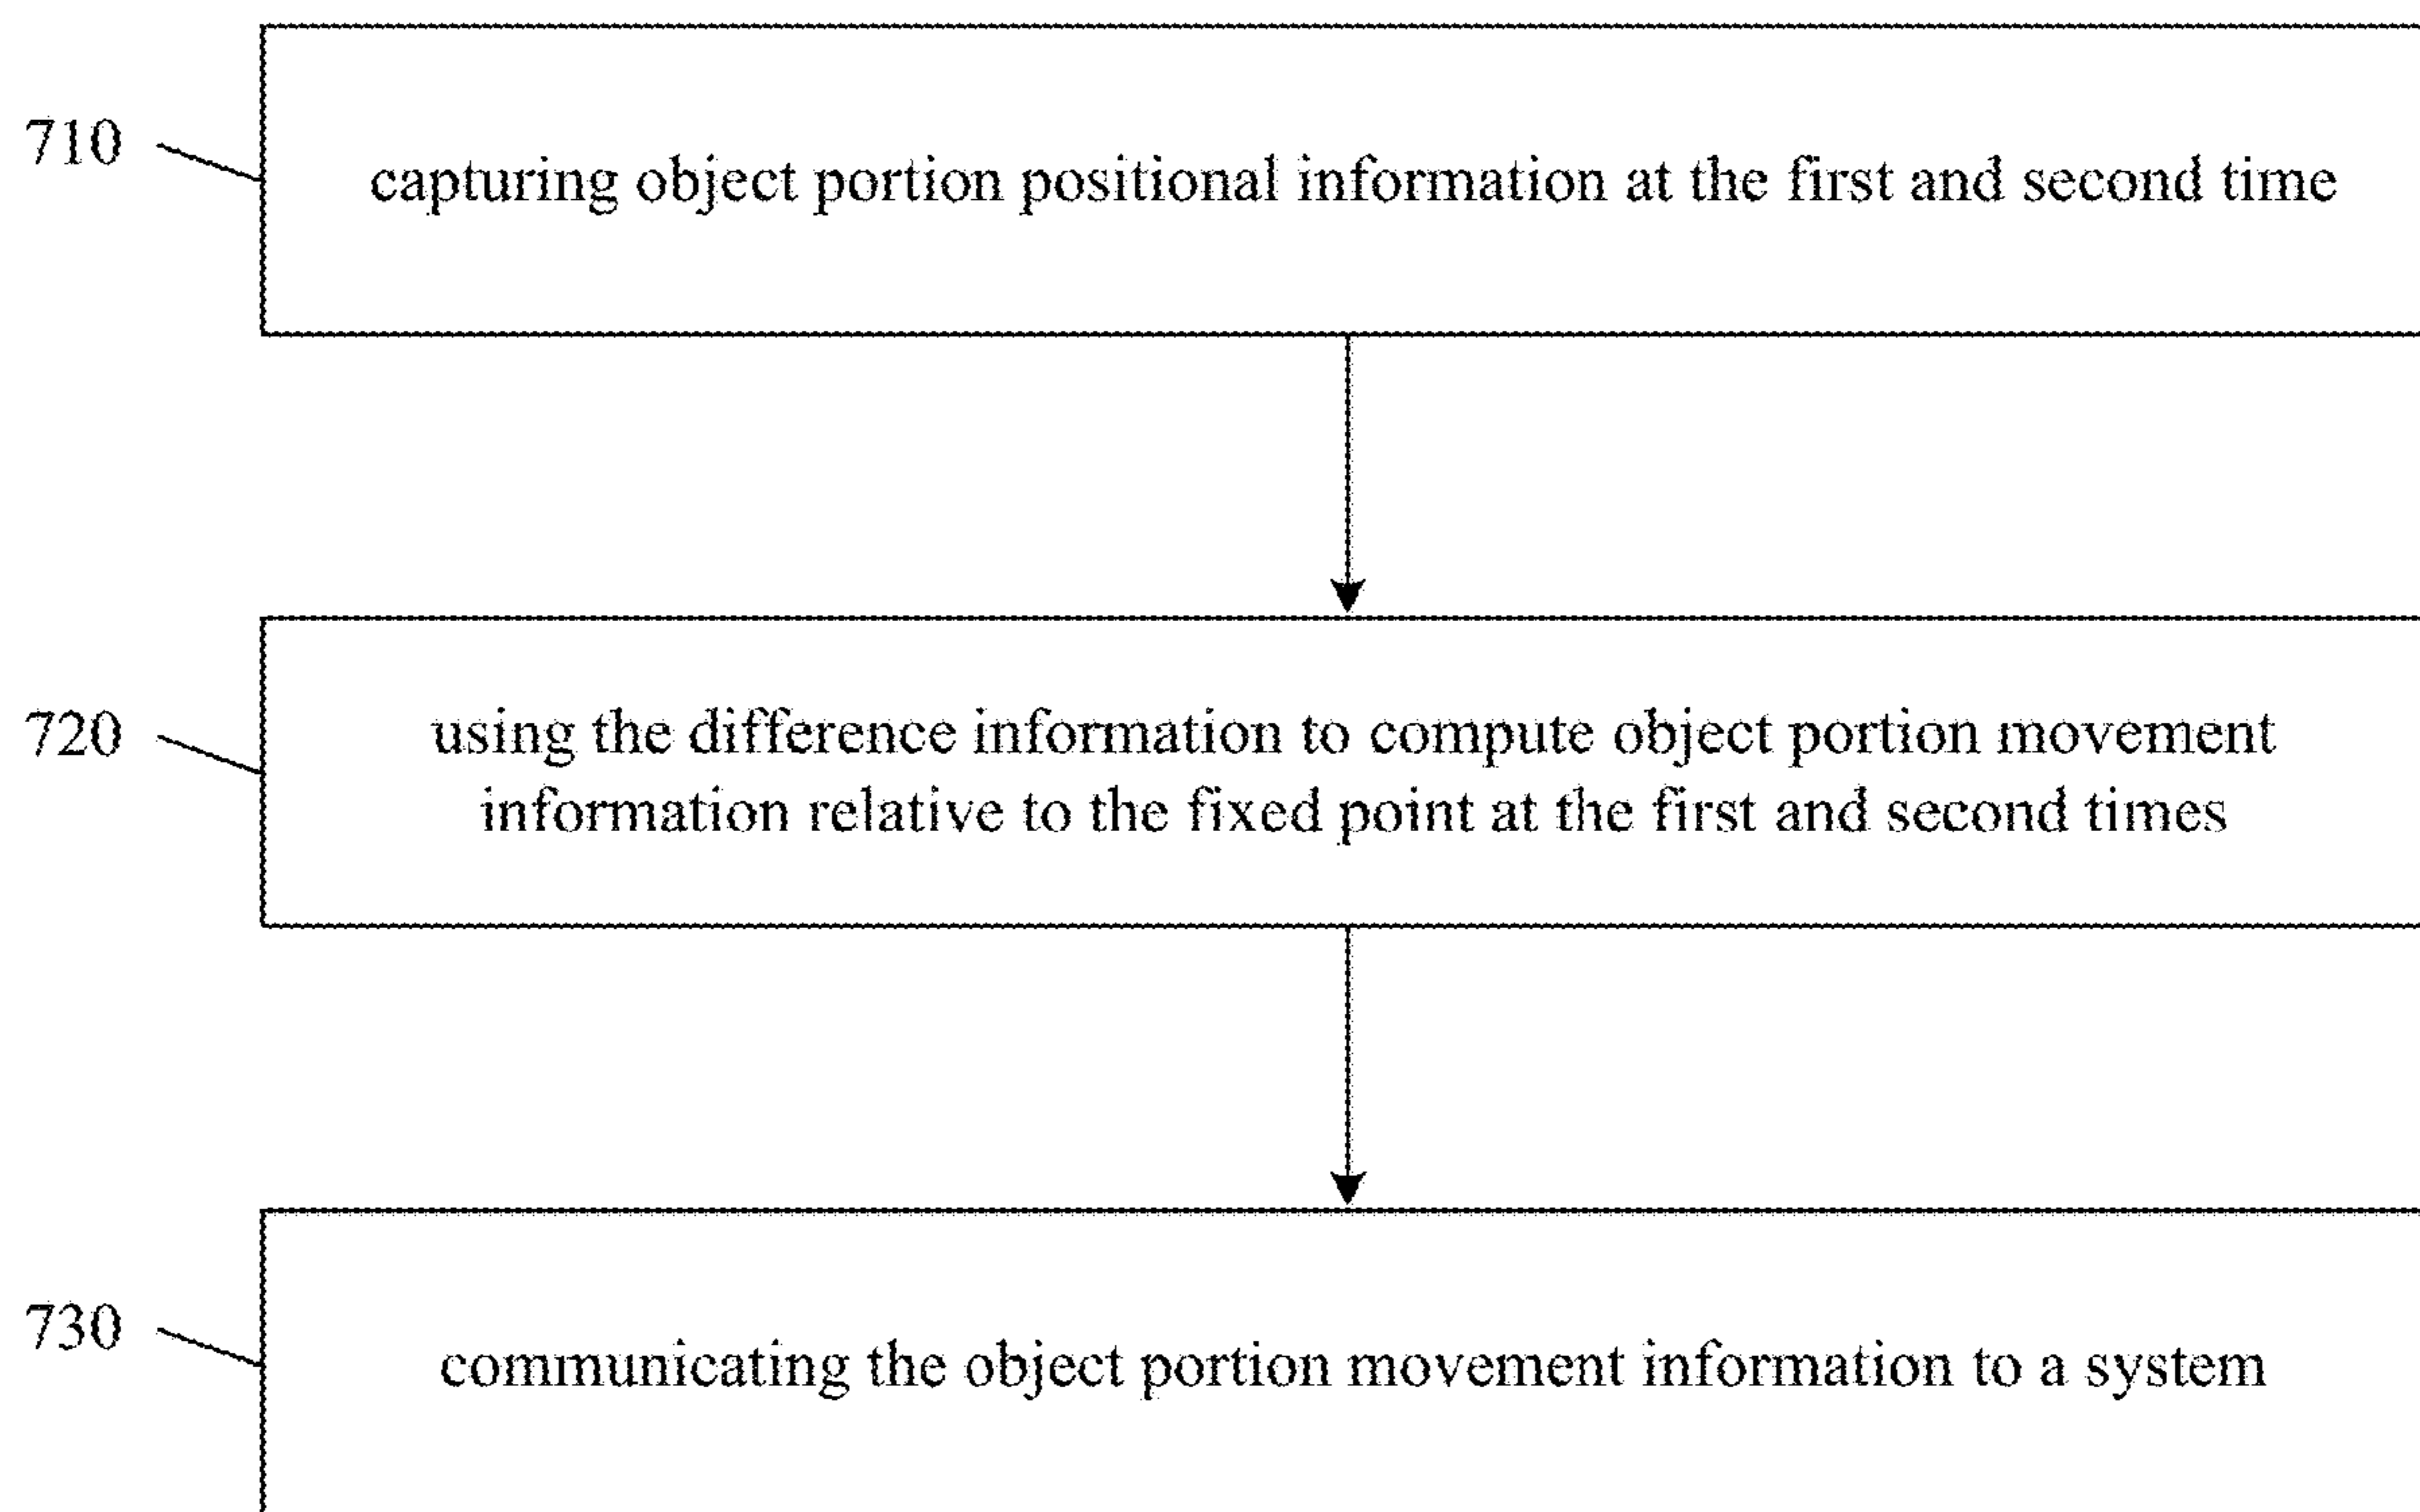 710
capturing object portion positional information at the first and second time
720
using the difference information to compute object portion movement
information relative to the fixed point at the first and second times
730
communicating the object portion movement information to a system